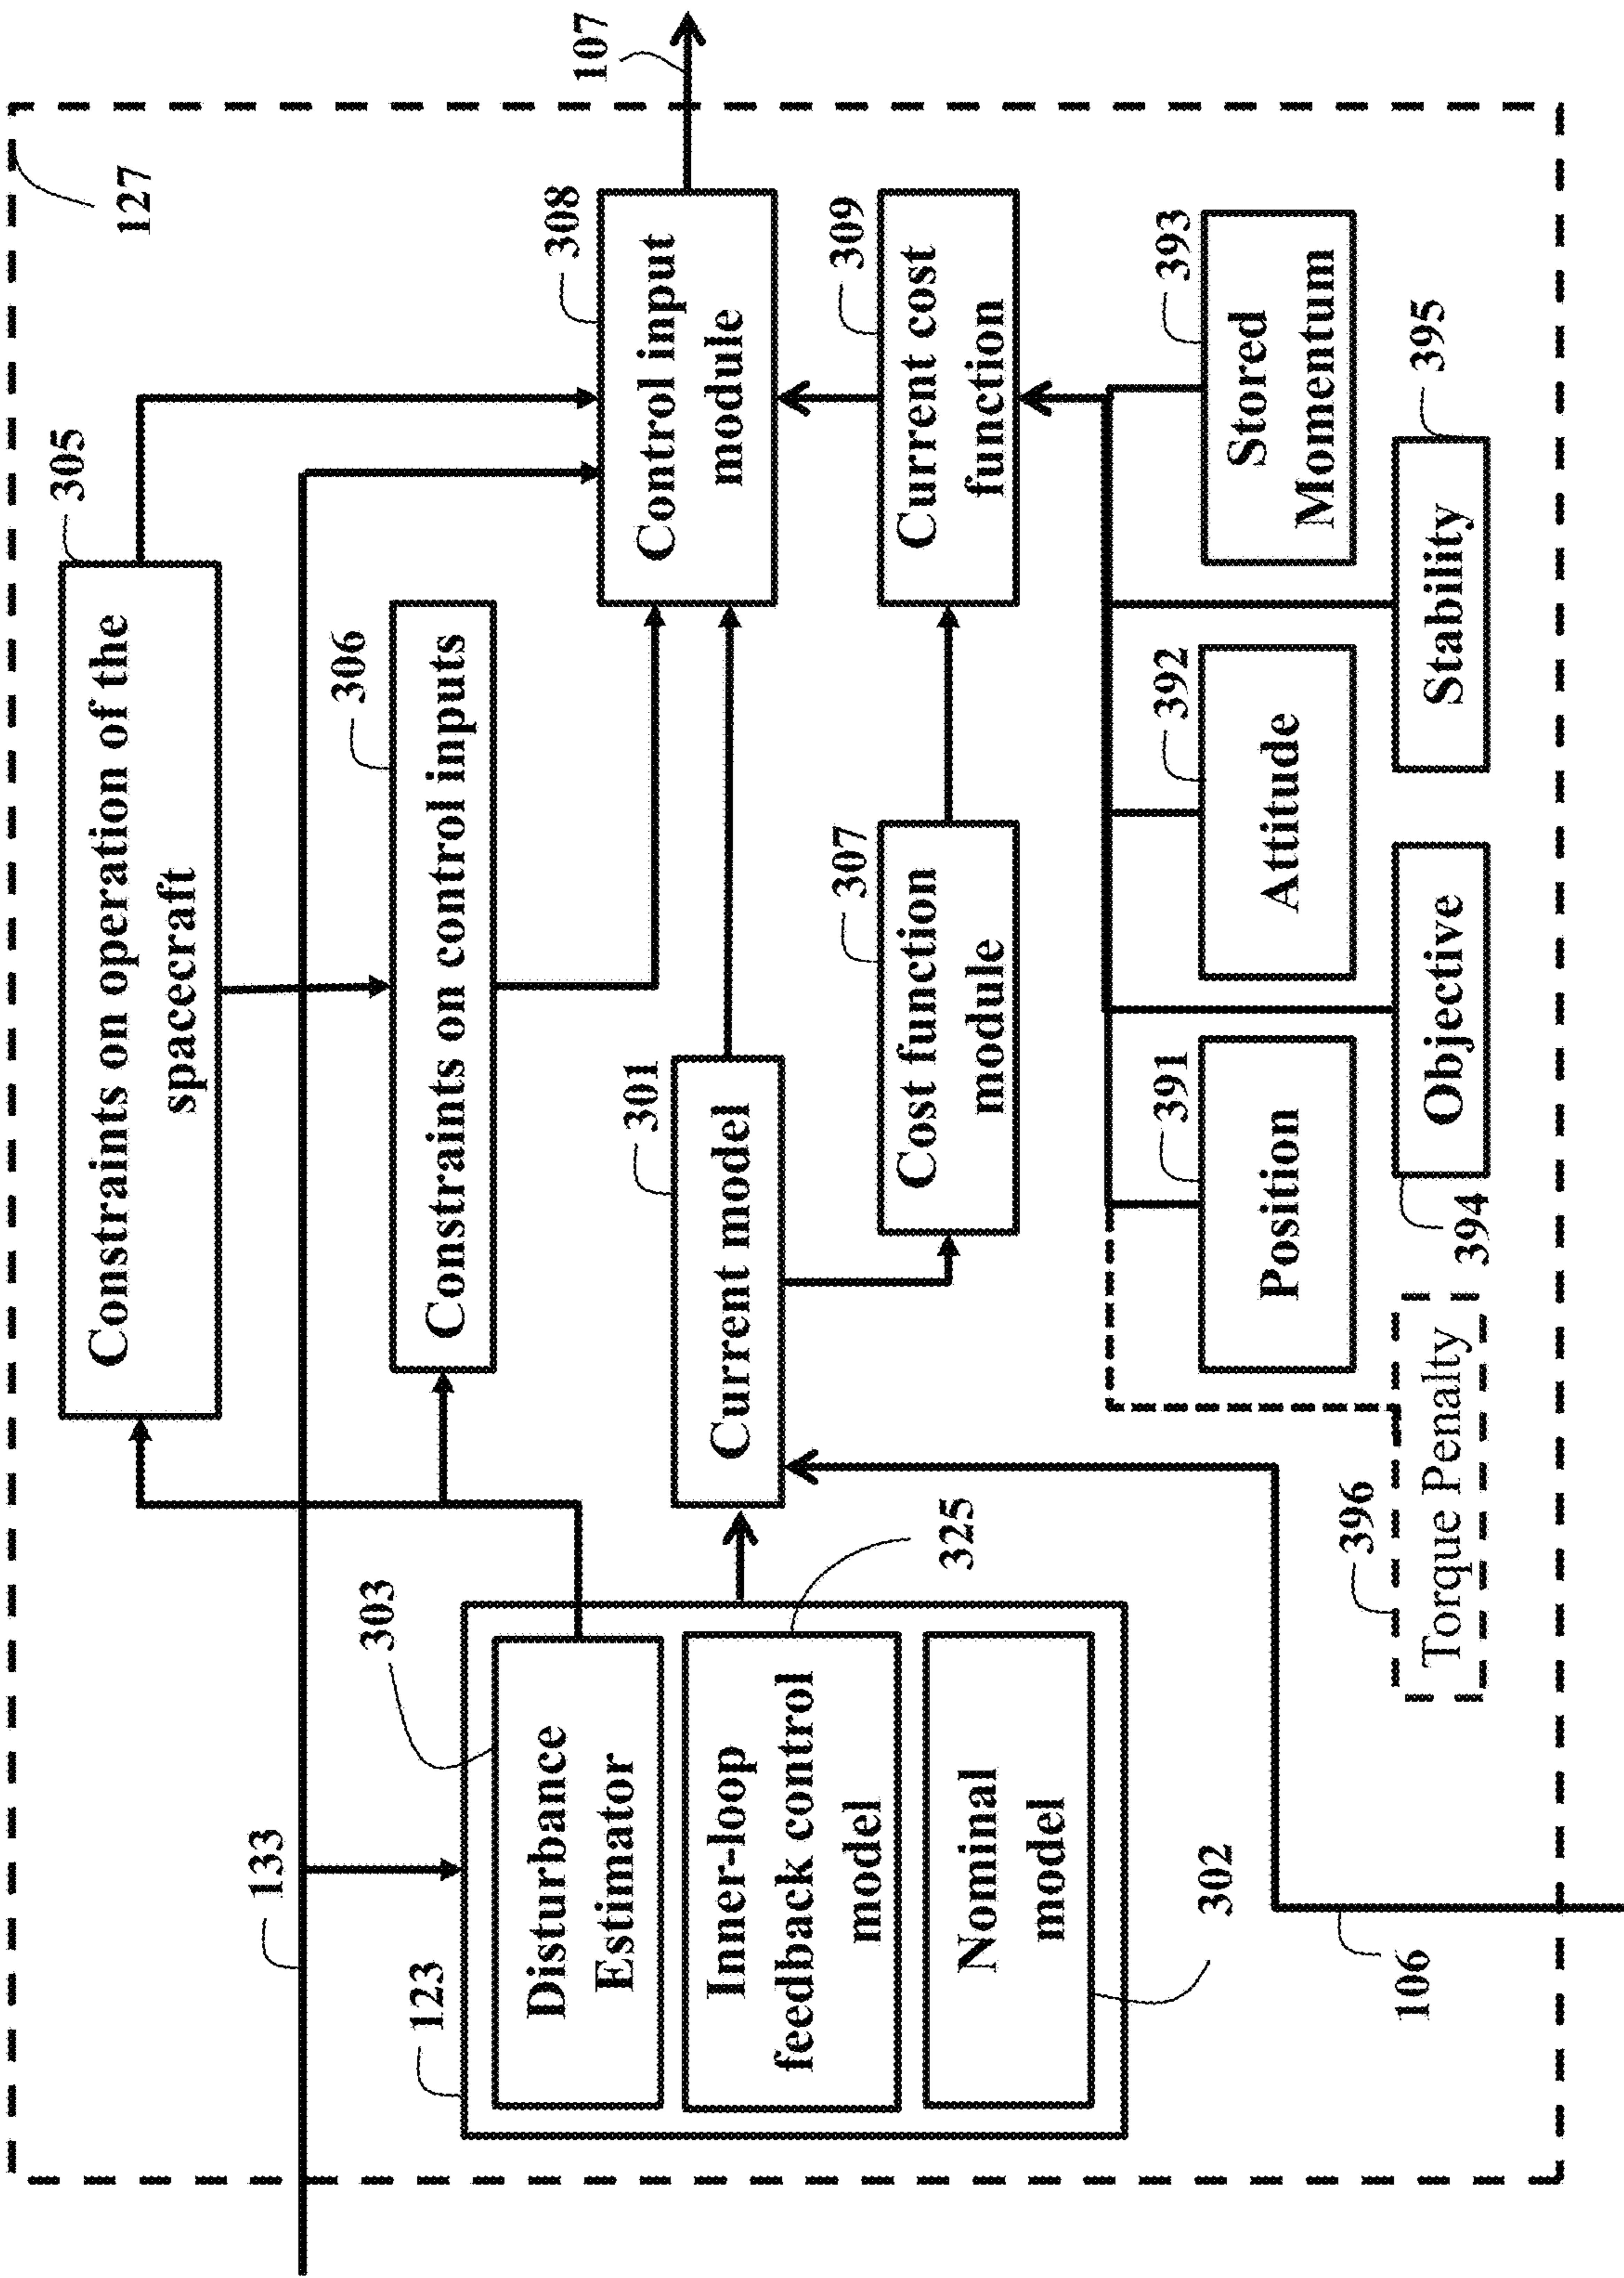 127
107
305
Constraints on operation of the
spacecraft
133
306
Constraints on control inputs
308
Control input
module
123
303
Disturbance
Estimator
325
Inner-loop
feedback control
model
302
Nominal
model
301
Current model
307
Cost function
module
309
Current cost
function
391
Position
392
Attitude
393
Stored
Momentum
396
Torque Penalty
394
Objective
395
Stability
106